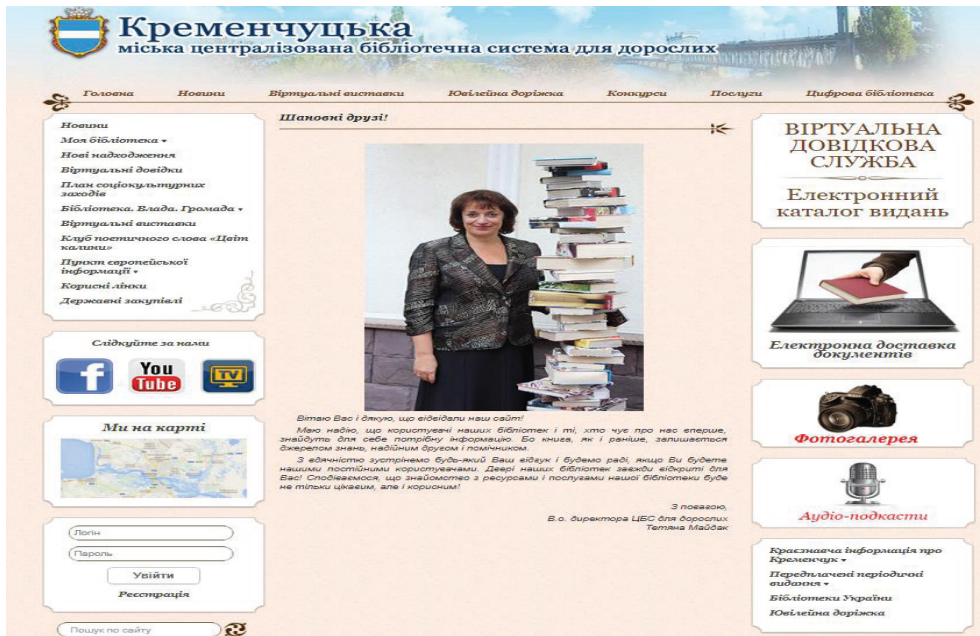 Кременчуцька
міська централізована бібліотечна система для дорослих
Головна Новини Віртуальні виставки Ювілейна доріжка Конкурси Послуги Цифрова бібліотека
Новини
Моя бібліотека
Нові надходження
Віртуальні довідки
План соціокультурних
заходів
Бібліотека. Влада. Громада
Віртуальні виставки
Клуб поетичного слова «Цвіт
калини»
Пункт європейської
інформації
Корисні лінки
Державні закупівлі
Слідкуйте за нами
f
You
Tube
TV
Ми на карті
Логін
Пароль
Увійти
Реєстрація
Пошук по сайту
Шановні друзі!
Вітаю Вас і дякую, що відвідали наш сайт!
Маю надію, що користувачі наших бібліотек і ті, хто чує про нас вперше,
знайдуть для себе потрібну інформацію. Бо книга, як і раніше, залишається
джерелом знань, надійним другом і помічником.
З вдячністю зустрінемо будь-який Ваш відгук і будемо раді, якщо Ви будете
нашими постійними користувачами. Двері наших бібліотек завжди відкриті для
Вас! Сподіваємося, що знайомство з ресурсами і послугами нашої бібліотеки буде
не тільки цікавим, але і корисним!
З повагою,
В.о. директора ЦБС для дорослих
Тетяна Майдак
ВІРТУАЛЬНА
ДОВІДКОВА
СЛУЖБА
Електронний
каталог видань
Електронна доставка
документів
Фотогалерея
Аудіо-подкасти
Краєзнавча інформація про
Кременчук
Передплачені періодичні
видання
Бібліотеки України
Ювілейна доріжка